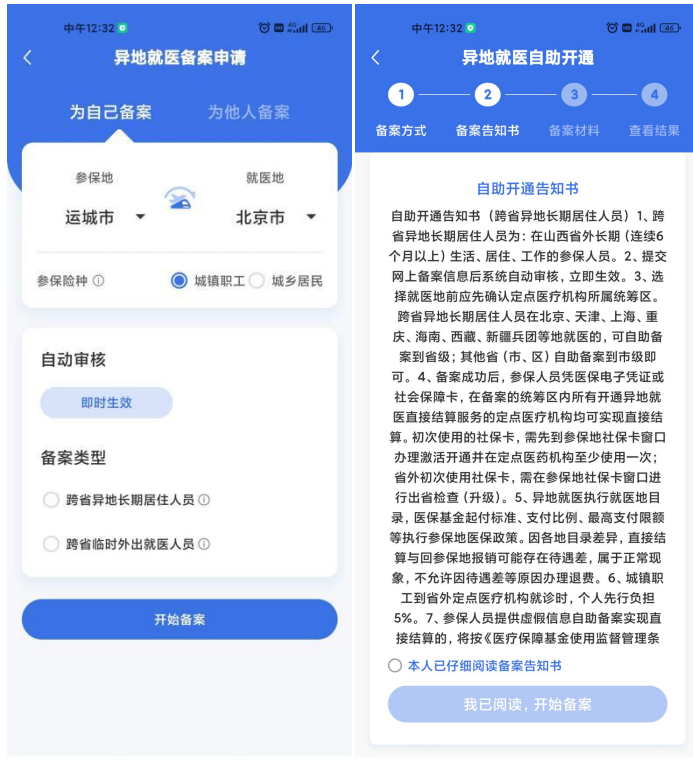 中午12:32
4G
46
异地就医备案申请
为自己备案
为他人备案
参保地
就医地
运城市
北京市
参保险种
城镇职工
城乡居民
自动审核
即时生效
备案类型
跨省异地长期居住人员
跨省临时外出就医人员
开始备案
中午12:32
4G
46
异地就医自助开通
1
2
3
4
备案方式
备案告知书
备案材料
查看结果
自助开通告知书
自助开通告知书（跨省异地长期居住人员）1、跨
省异地长期居住人员为：在山西省外长期（连续6
个月以上）生活、居住、工作的参保人员。2、提交
网上备案信息后系统自动审核，立即生效。3、选
择就医地前应先确认定点医疗机构所属统筹区。
跨省异地长期居住人员在北京、天津、上海、重
庆、海南、西藏、新疆兵团等地就医的，可自助备
案到省级；其他省（市、区）自助备案到市级即
可。4、备案成功后，参保人员凭医保电子凭证或
社会保障卡，在备案的统筹区内所有开通异地就
医直接结算服务的定点医疗机构均可实现直接结
算。初次使用的社保卡，需先到参保地社保卡窗口
办理激活开通并在定点医药机构至少使用一次；
省外初次使用社保卡，需在参保地社保卡窗口进
行出省检查（升级）。5、异地就医执行就医地目
录，医保基金起付标准、支付比例、最高支付限额
等执行参保地医保政策。因各地目录差异，直接结
算与回参保地报销可能存在待遇差，属于正常现
象，不允许因待遇差等原因办理退费。6、城镇职
工到省外定点医疗机构就诊时，个人先行负担
5%。7、参保人员提供虚假信息自助备案实现直
接结算的，将按《医疗保障基金使用监督管理条
本人已仔细阅读备案告知书
我已阅读，开始备案